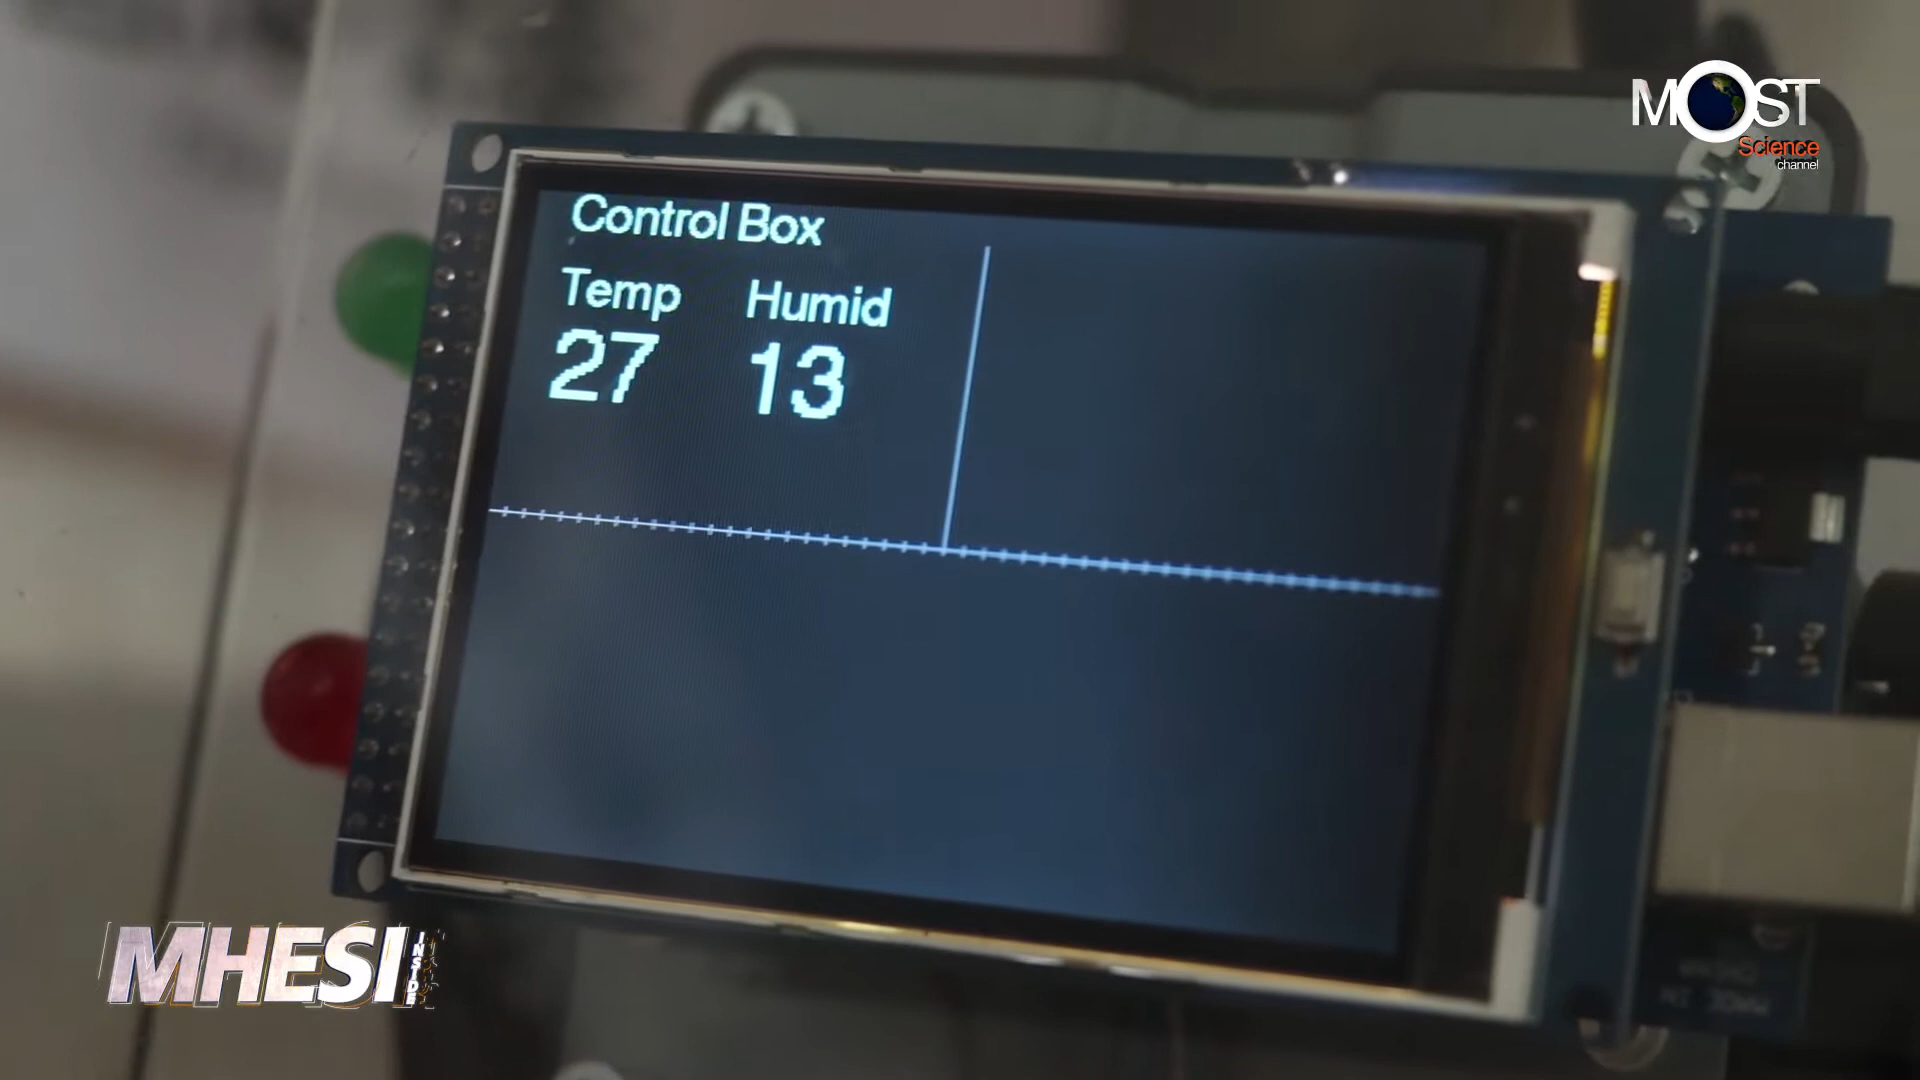 MOST
Science
channel
Control Box
Temp Humid
27 13
MHESI
INSIDE